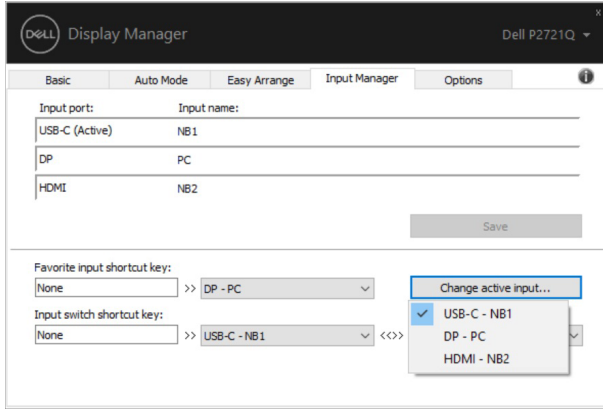 x
DELL Display Manager Dell P2721Q
Basic Auto Mode Easy Arrange Input Manager Options i
Input port: Input name:
USB-C (Active) NB1
DP PC
HDMI NB2
Save
Favorite input shortcut key:
None >> DP - PC Change active input...
Input switch shortcut key:
None >> USB-C - NB1 <<>>
✓ USB-C - NB1
DP - PC
HDMI - NB2